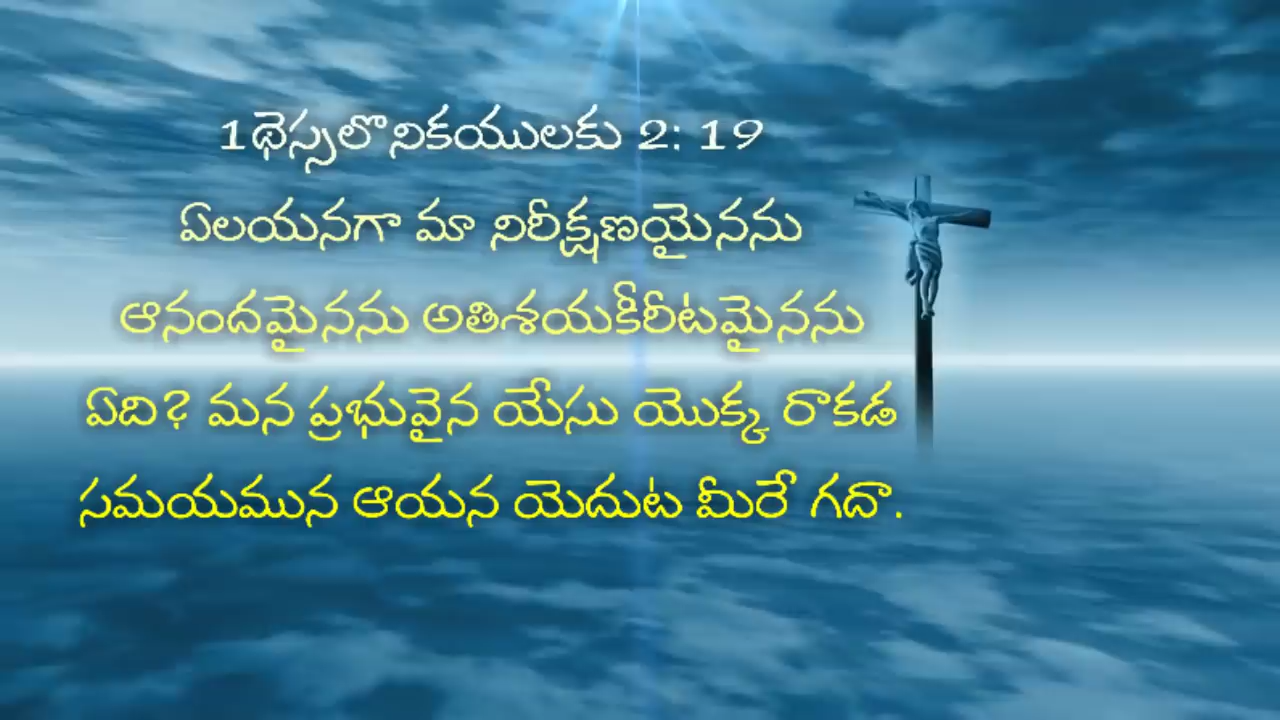 1థెస్సలొనికయులకు 2: 19
ఏలయనగా మా నిరీక్షణయైనను
ఆనందమైనను అతిశయకీరీటమైనను
ఏది? మన ప్రభువైన యేసు యొక్క రాకడ
సమయమున ఆయన యెదుట మీరే గదా.